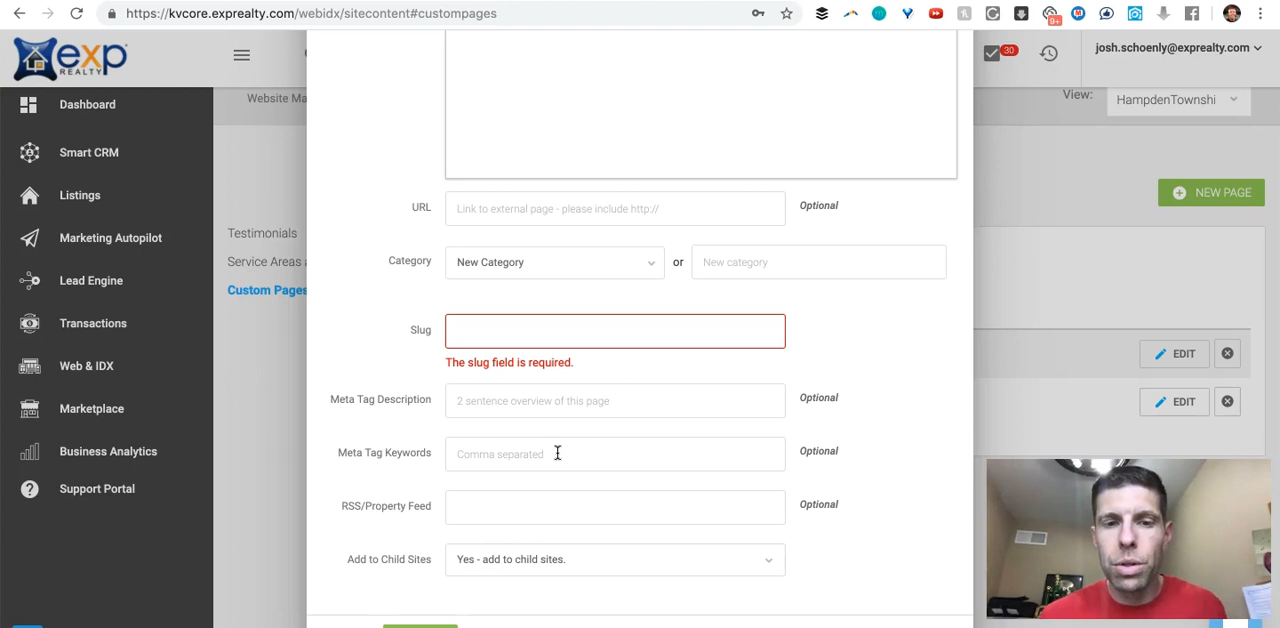 https://kvcore.exprealty.com/webidx/sitecontent#custompages
9+
exp
REALTY
30
josh.schoenly@exprealty.com
Dashboard
Smart CRM
Listings
Marketing Autopilot
Lead Engine
Transactions
Web & IDX
Marketplace
Business Analytics
Support Portal
Website Ma
View:
HampdenTownshi
NEW PAGE
Testimonials
Service Areas
Custom Pages
EDIT
EDIT
URL
Link to external page - please include http://
Optional
Category
New Category
or
New category
Slug
The slug field is required.
Meta Tag Description
2 sentence overview of this page
Optional
Meta Tag Keywords
Comma separated
Optional
RSS/Property Feed
Optional
Add to Child Sites
Yes - add to child sites.